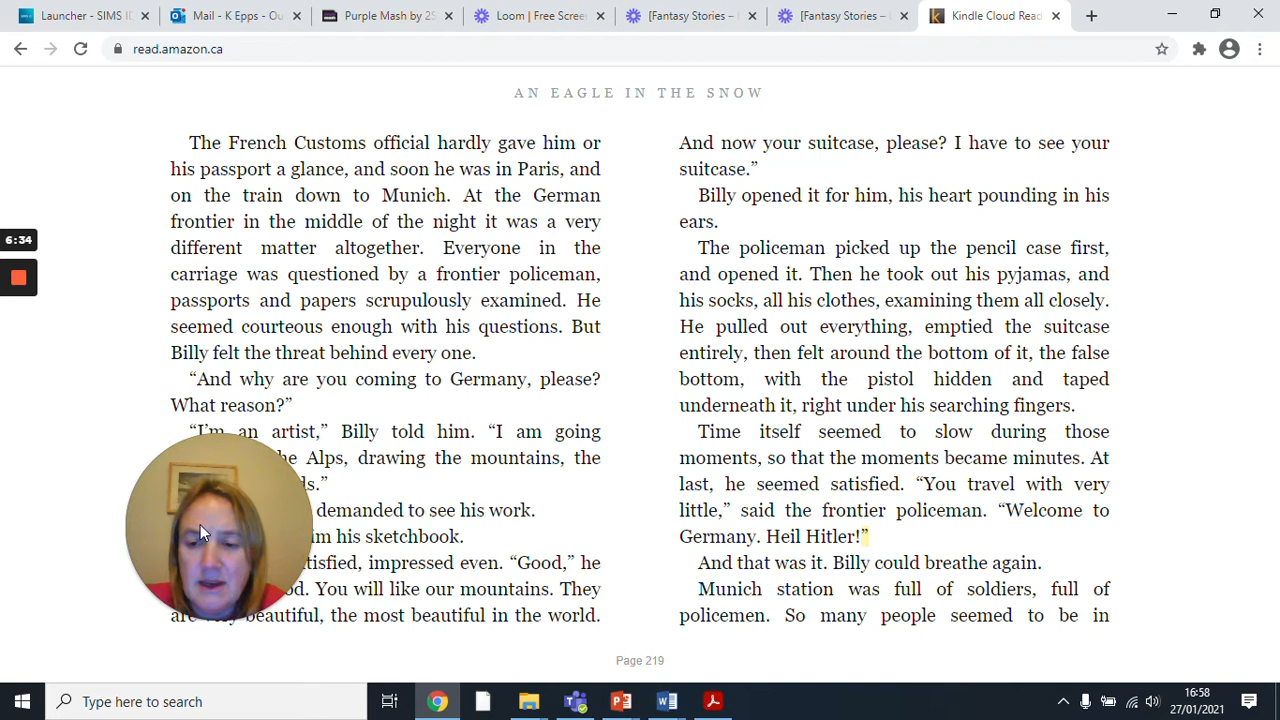 Launcher - SIMS ID
Mail - K Epps - Ou
Purple Mash by 2S
Loom | Free Scree
[Fantasy Stories –
[Fantasy Stories –
Kindle Cloud Read
read.amazon.ca
AN EAGLE IN THE SNOW
The French Customs official hardly gave him or
his passport a glance, and soon he was in Paris, and
on the train down to Munich. At the German
frontier in the middle of the night it was a very
different matter altogether. Everyone in the
carriage was questioned by a frontier policeman,
passports and papers scrupulously examined. He
seemed courteous enough with his questions. But
Billy felt the threat behind every one.
“And why are you coming to Germany, please?
What reason?”
“I’m an artist,” Billy told him. “I am going
he Alps, drawing the mountains, the
ds.”
demanded to see his work.
im his sketchbook.
tisfied, impressed even. “Good,” he
od. You will like our mountains. They
are very beautiful, the most beautiful in the world.
And now your suitcase, please? I have to see your
suitcase.”
Billy opened it for him, his heart pounding in his
ears.
The policeman picked up the pencil case first,
and opened it. Then he took out his pyjamas, and
his socks, all his clothes, examining them all closely.
He pulled out everything, emptied the suitcase
entirely, then felt around the bottom of it, the false
bottom, with the pistol hidden and taped
underneath it, right under his searching fingers.
Time itself seemed to slow during those
moments, so that the moments became minutes. At
last, he seemed satisfied. “You travel with very
little,” said the frontier policeman. “Welcome to
Germany. Heil Hitler!”
And that was it. Billy could breathe again.
Munich station was full of soldiers, full of
policemen. So many people seemed to be in
Page 219
6:34
Type here to search
16:58
27/01/2021